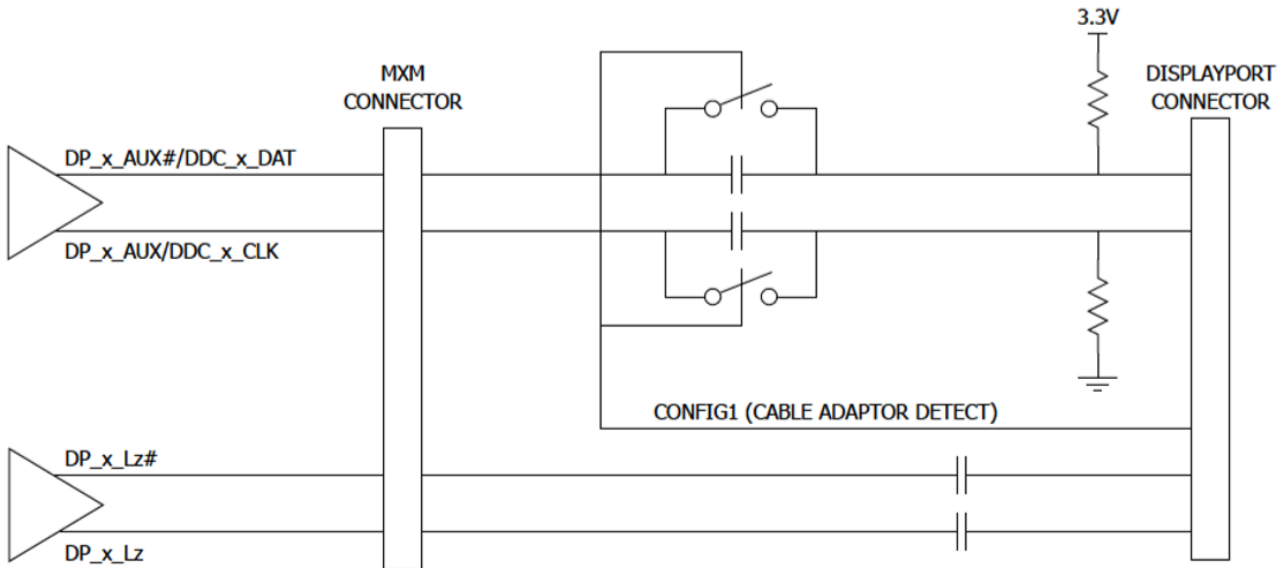 3.3V
MXM
CONNECTOR
DISPLAYPORT
CONNECTOR
DP_x_AUX#/DDC_x_DAT
DP_x_AUX/DDC_x_CLK
CONFIG1 (CABLE ADAPTOR DETECT)
DP_x_Lz#
DP_x_Lz